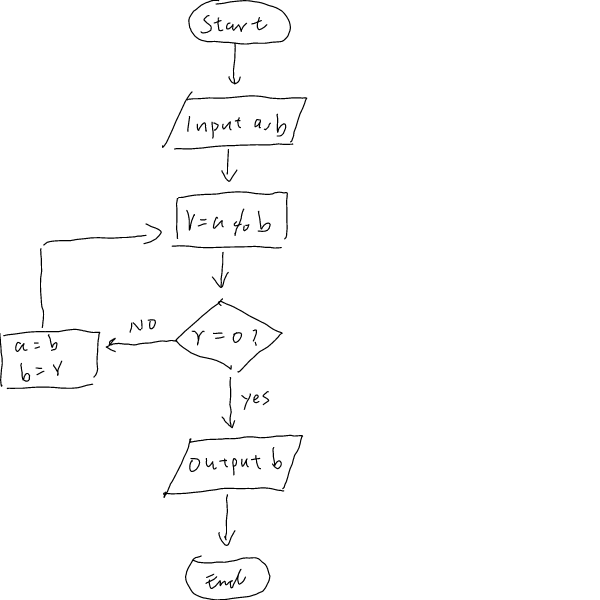 Start
Input a,b
r=a % b
r=0?
NO
a=b
b=r
yes
Output b
End